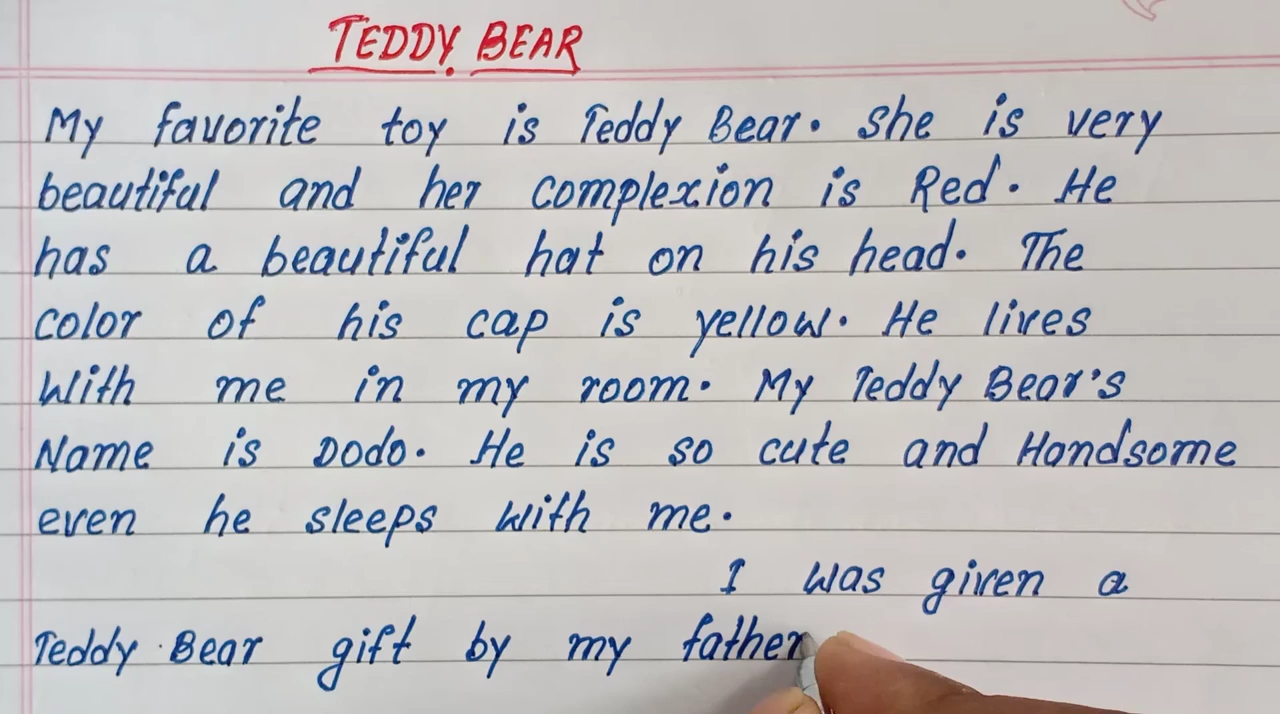 TEDDY BEAR
My favorite toy is Teddy Bear. She is very
beautiful and her complexion is Red. He
has a beautiful hat on his head. The
color of his cap is yellow. He lives
With me in my room. My Teddy Bear's
Name is Dodo. He is so cute and Handsome
even he sleeps with me.
I was given a
Teddy Bear gift by my father